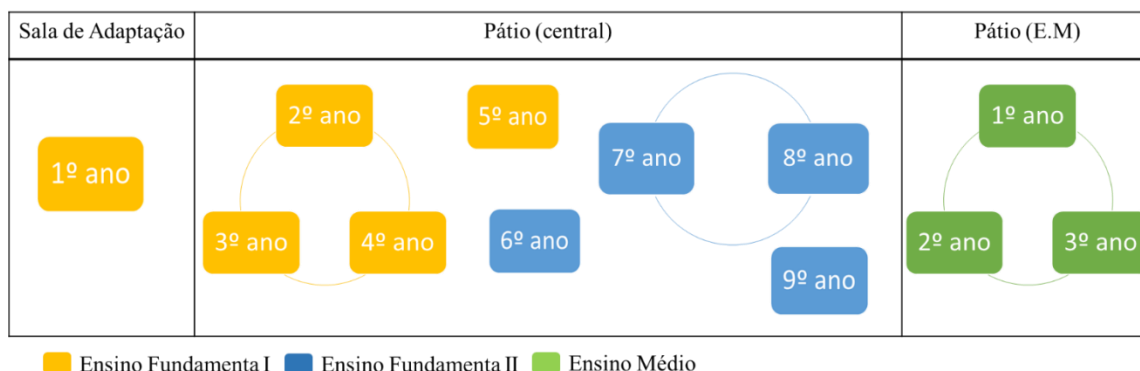 Sala de Adaptação
Pátio (central)
Pátio (E.M)
1º ano
2º ano
3º ano
4º ano
5º ano
6º ano
7º ano
8º ano
9º ano
1º ano
2º ano
3º ano
Ensino Fundamenta I
Ensino Fundamenta II
Ensino Médio